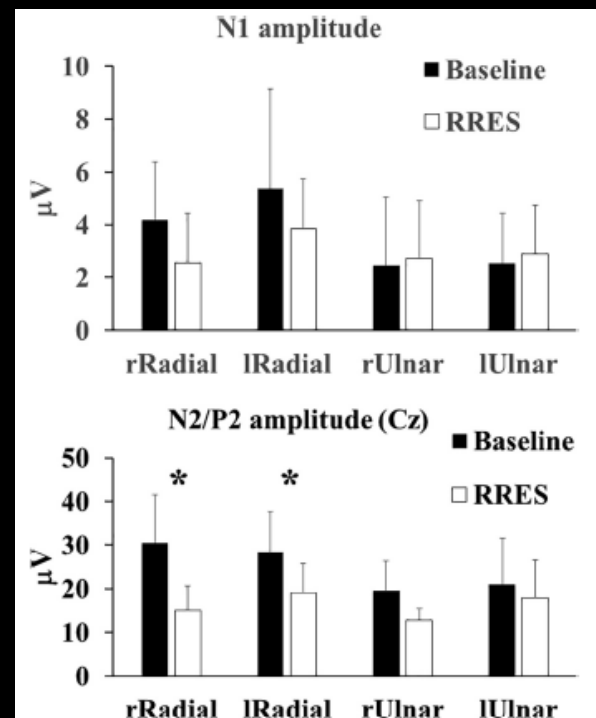 N1 amplitude
10
8
6
4
2
0
µV
Baseline
RRES
rRadial lRadial rUlnar lUlnar
N2/P2 amplitude (Cz)
50
40
30
20
10
0
µV
Baseline
RRES
* *
rRadial lRadial rUlnar lUlnar